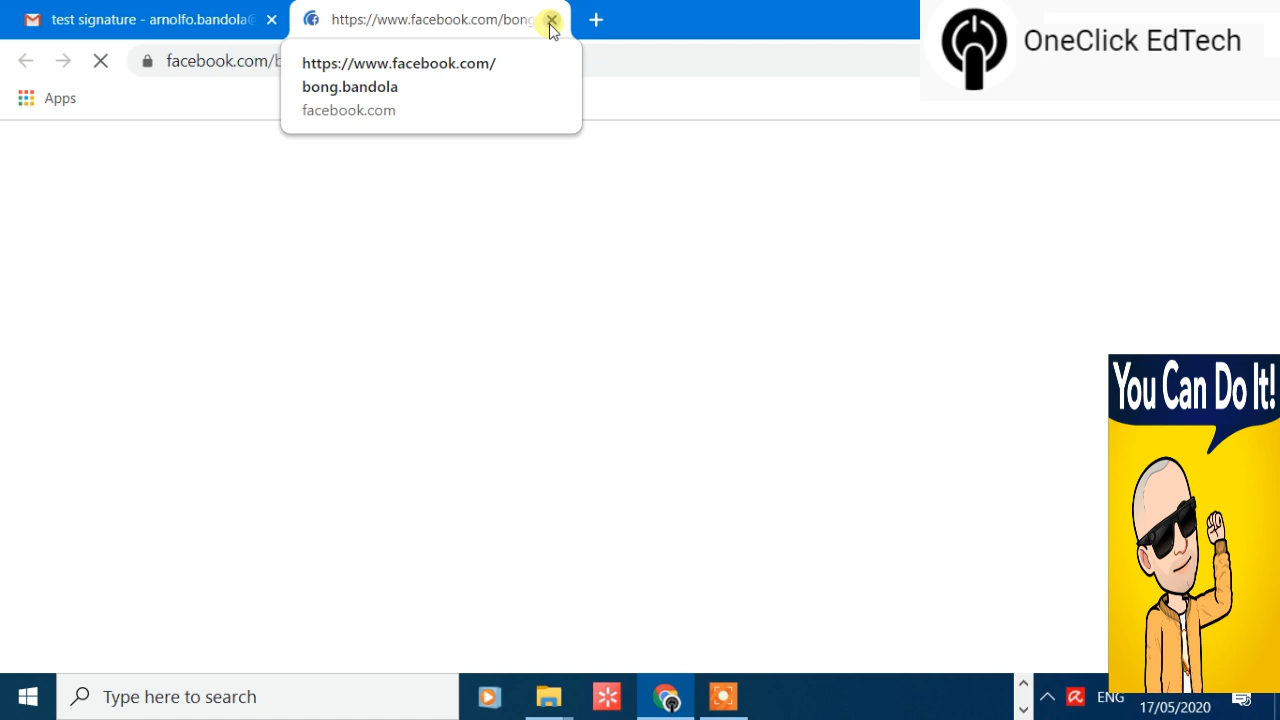 test signature - arnolfo.bandola@
https://www.facebook.com/bong
OneClick EdTech
facebook.com/b
https://www.facebook.com/
bong.bandola
facebook.com
Apps
You Can Do It!
Type here to search
ENG
17/05/2020